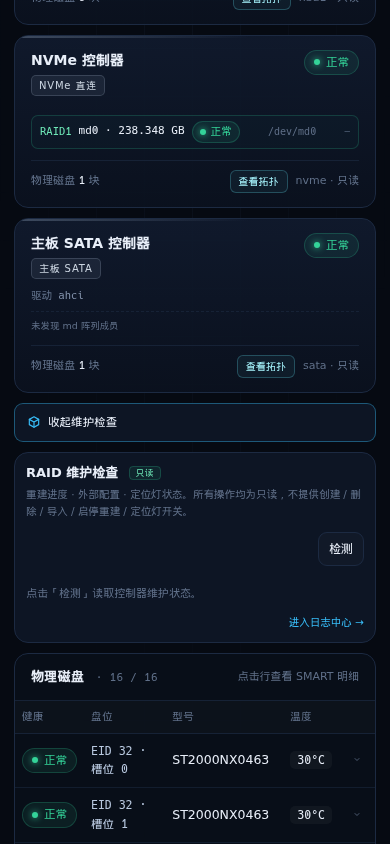 NVMe 控制器
正常
NVMe 直连
RAID1 md0 · 238.348 GB 正常 /dev/md0 —
物理磁盘 1 块 查看拓扑 nvme · 只读
主板 SATA 控制器
正常
主板 SATA
驱动 ahci
未发现 md 阵列成员
物理磁盘 1 块 查看拓扑 sata · 只读
收起维护检查
RAID 维护检查 只读
重建进度 · 外部配置 · 定位灯状态。所有操作均为只读，不提供创建 / 删
除 / 导入 / 启停重建 / 定位灯开关。
检测
点击「检测」读取控制器维护状态。
进入日志中心 →
物理磁盘 · 16 / 16 点击行查看 SMART 明细
健康 盘位 型号 温度
正常 EID 32 · 槽位 0 ST2000NX0463 30°C
正常 EID 32 · 槽位 1 ST2000NX0463 30°C